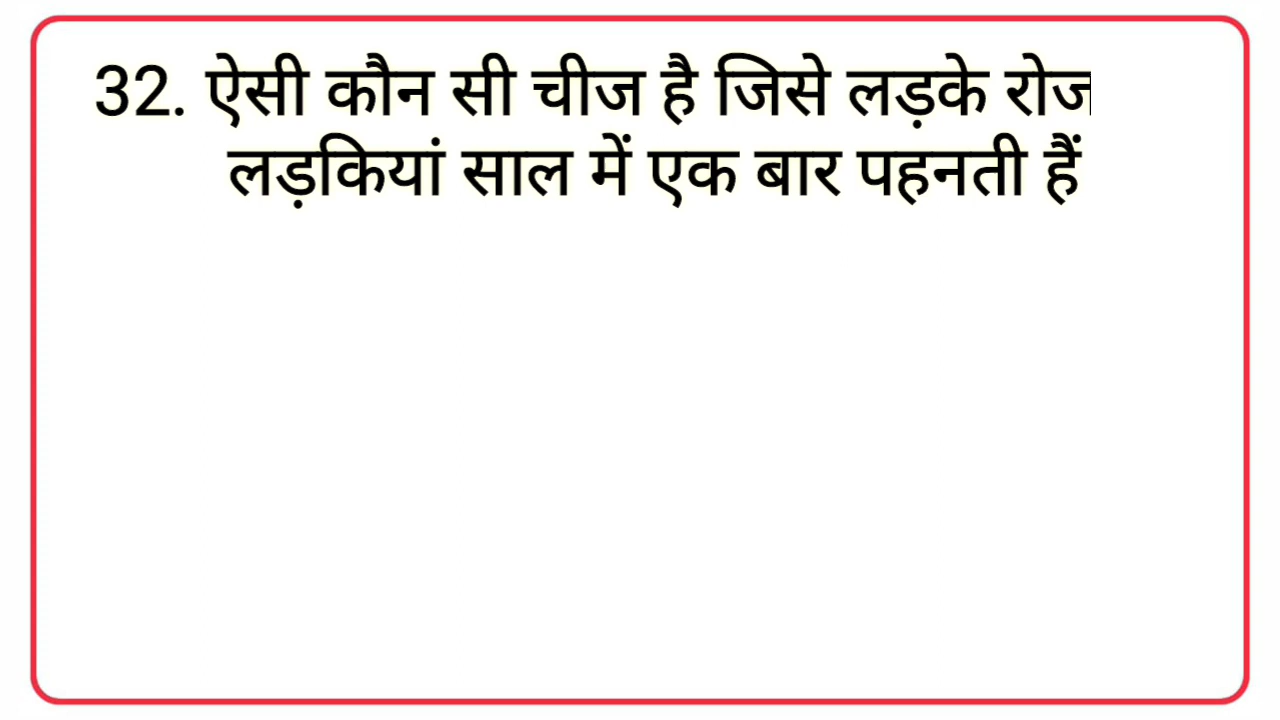 32. ऐसी कौन सी चीज है जिसे लड़के रोज
लड़कियां साल में एक बार पहनती हैं